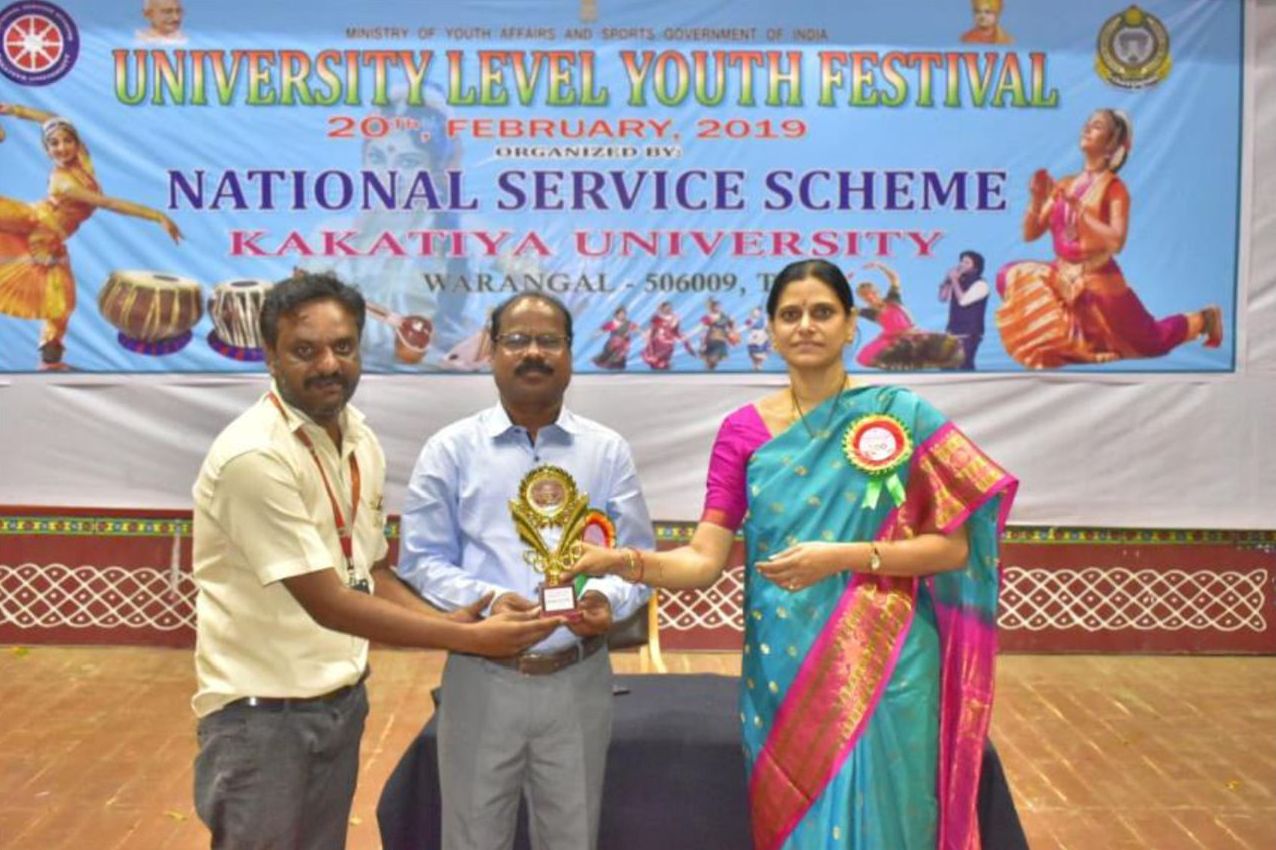 MINISTRY OF YOUTH AFFAIRS AND SPORTS GOVERNMENT OF INDIA
UNIVERSITY LEVEL YOUTH FESTIVAL
20TH, FEBRUARY, 2019
ORGANIZED BY:
NATIONAL SERVICE SCHEME
KAKATIYA UNIVERSITY
WARANGAL - 506009, T